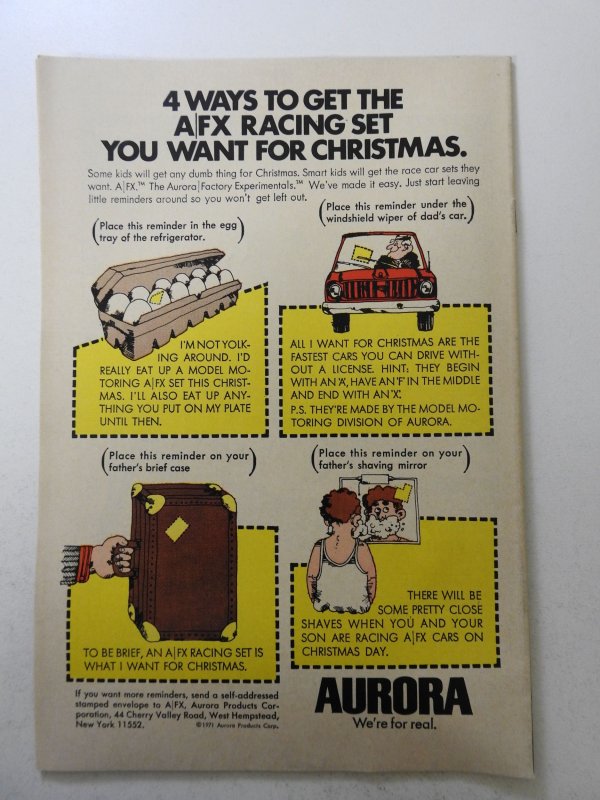 4 WAYS TO GET THE
A|FX RACING SET
YOU WANT FOR CHRISTMAS.
Some kids will get any dumb thing for Christmas. Smart kids will get the race car sets they
want. A|FX.™ The Aurora|Factory Experimentals.™ We've made it easy. Just start leaving
little reminders around so you won't get left out.
(Place this reminder in the egg
tray of the refrigerator.)
I'M NOT YOLK-
ING AROUND. I'D
REALLY EAT UP A MODEL MO-
TORING A|FX SET THIS CHRIST-
MAS. I'LL ALSO EAT UP ANY-
THING YOU PUT ON MY PLATE
UNTIL THEN.
(Place this reminder under the
windshield wiper of dad's car.)
ALL I WANT FOR CHRISTMAS ARE THE
FASTEST CARS YOU CAN DRIVE WITH-
OUT A LICENSE. HINT: THEY BEGIN
WITH AN 'A', HAVE AN 'F' IN THE MIDDLE
AND END WITH AN 'X'.
P.S. THEY'RE MADE BY THE MODEL MO-
TORING DIVISION OF AURORA.
(Place this reminder on your
father's brief case)
TO BE BRIEF, AN A|FX RACING SET IS
WHAT I WANT FOR CHRISTMAS.
(Place this reminder on your
father's shaving mirror)
THERE WILL BE
SOME PRETTY CLOSE
SHAVES WHEN YOU AND YOUR
SON ARE RACING A|FX CARS ON
CHRISTMAS DAY.
If you want more reminders, send a self-addressed
stamped envelope to A|FX, Aurora Products Cor-
poration, 44 Cherry Valley Road, West Hempstead,
New York 11552. ©1971 Aurora Products Corp.
AURORA
We're for real.